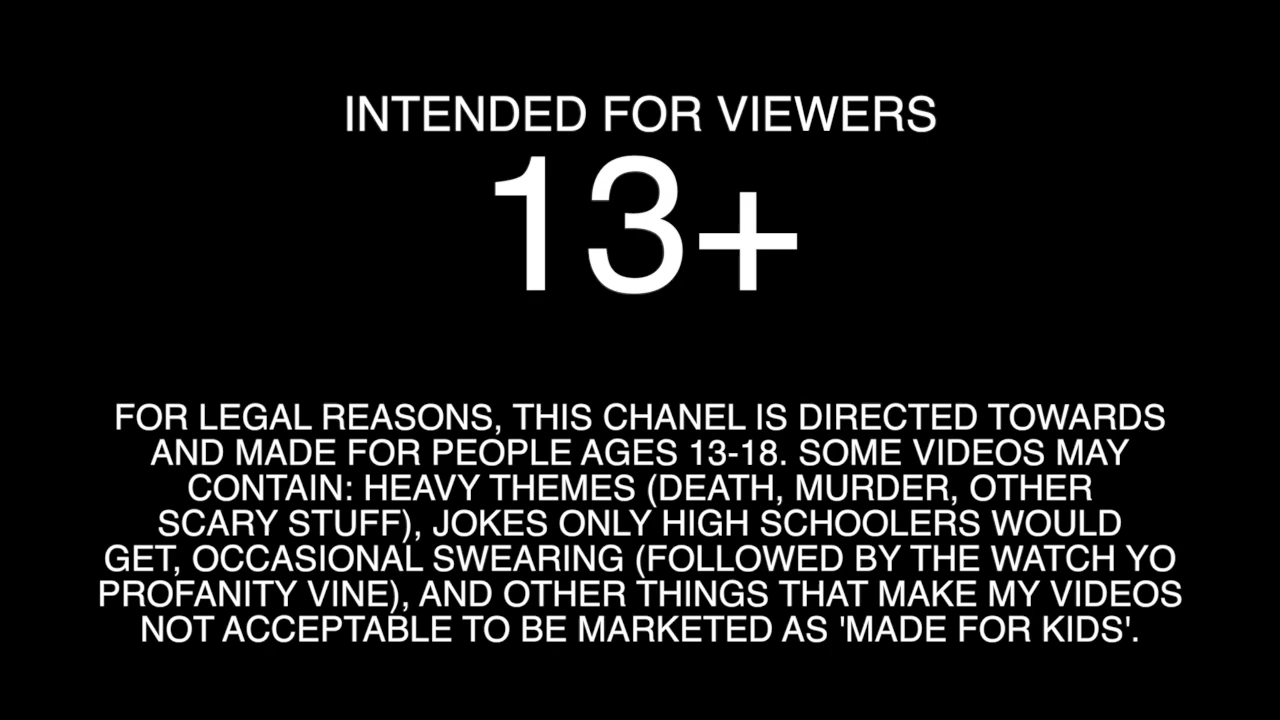 INTENDED FOR VIEWERS
13+
FOR LEGAL REASONS, THIS CHANEL IS DIRECTED TOWARDS
AND MADE FOR PEOPLE AGES 13-18. SOME VIDEOS MAY
CONTAIN: HEAVY THEMES (DEATH, MURDER, OTHER
SCARY STUFF), JOKES ONLY HIGH SCHOOLERS WOULD
GET, OCCASIONAL SWEARING (FOLLOWED BY THE WATCH YO
PROFANITY VINE), AND OTHER THINGS THAT MAKE MY VIDEOS
NOT ACCEPTABLE TO BE MARKETED AS 'MADE FOR KIDS'.